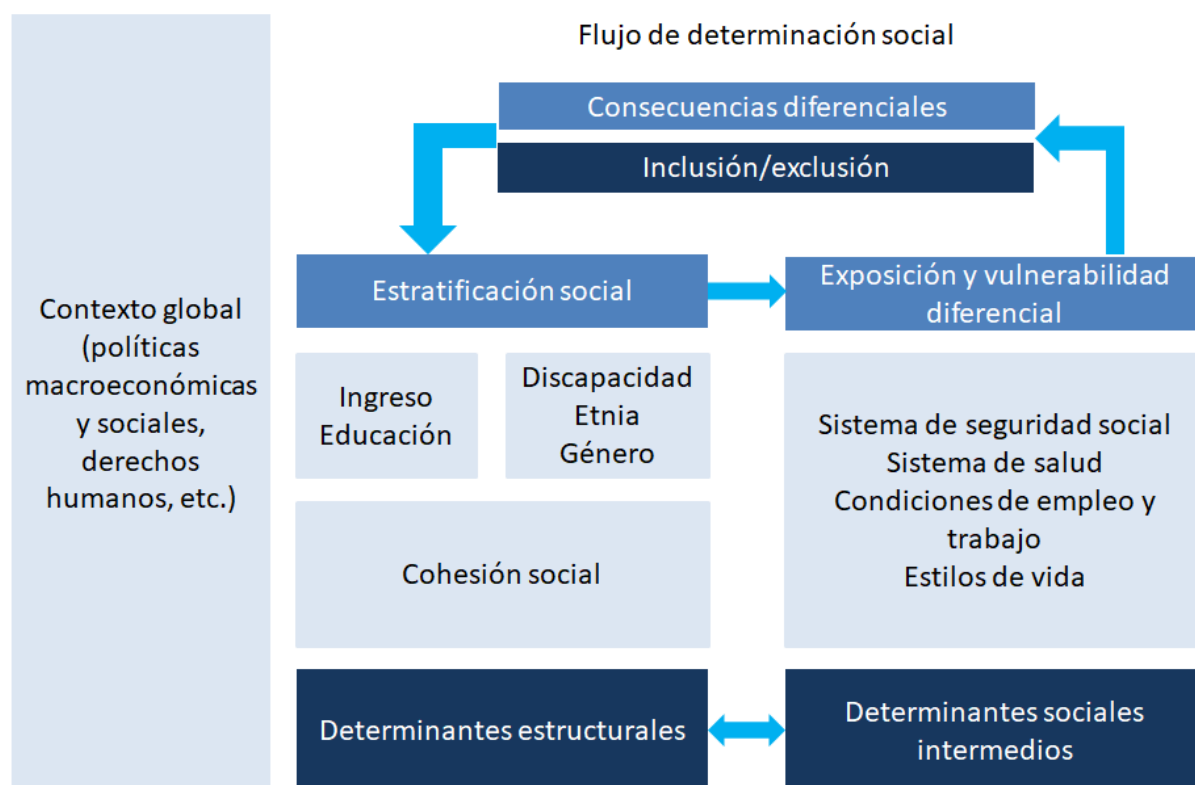 Flujo de determinación social
Consecuencias diferenciales
Inclusión/exclusión
Contexto global
(políticas
macroeconómicas
y sociales,
derechos
humanos, etc.)
Estratificación social
Exposición y vulnerabilidad
diferencial
Ingreso
Educación
Discapacidad
Etnia
Género
Cohesión social
Sistema de seguridad social
Sistema de salud
Condiciones de empleo y
trabajo
Estilos de vida
Determinantes estructurales
Determinantes sociales
intermedios